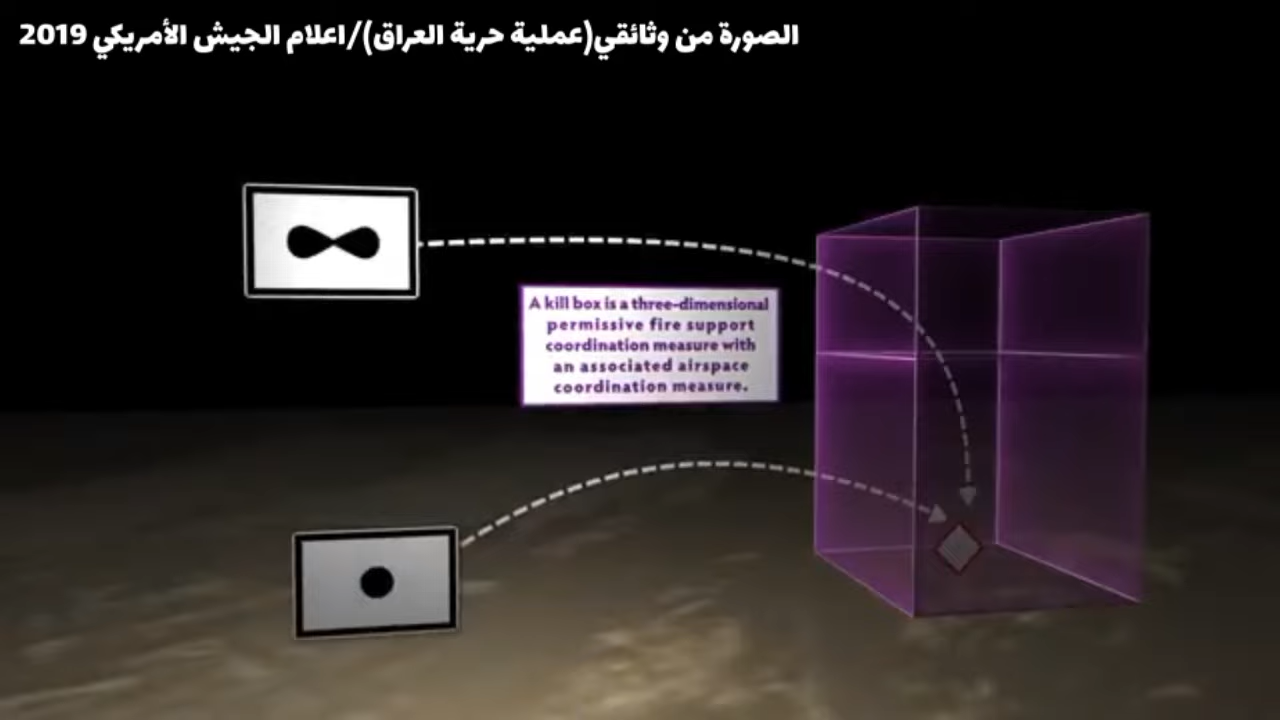 الصورة من وثائقي(عملية حرية العراق)/اعلام الجيش الأمريكي 2019
A kill box is a three-dimensional
permissive fire support
coordination measure with
an associated airspace
coordination measure.